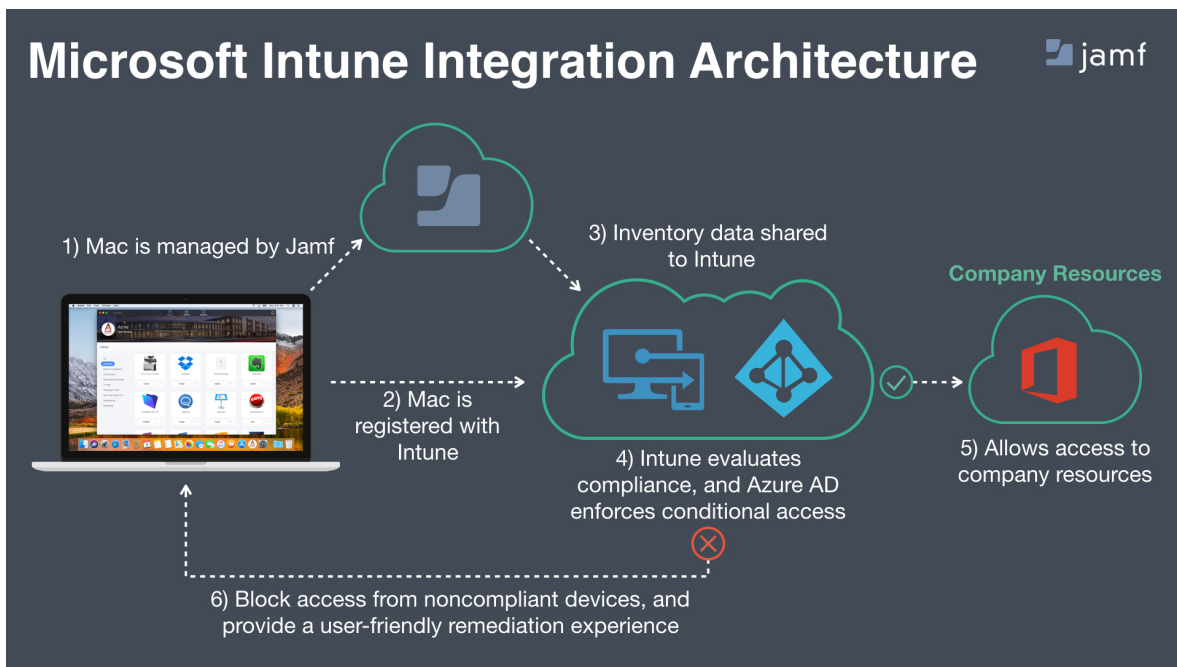 Microsoft Intune Integration Architecture
jamf
1) Mac is managed by Jamf
3) Inventory data shared
to Intune
Company Resources
2) Mac is
registered with
Intune
4) Intune evaluates
compliance, and Azure AD
enforces conditional access
5) Allows access to
company resources
6) Block access from noncompliant devices, and
provide a user-friendly remediation experience